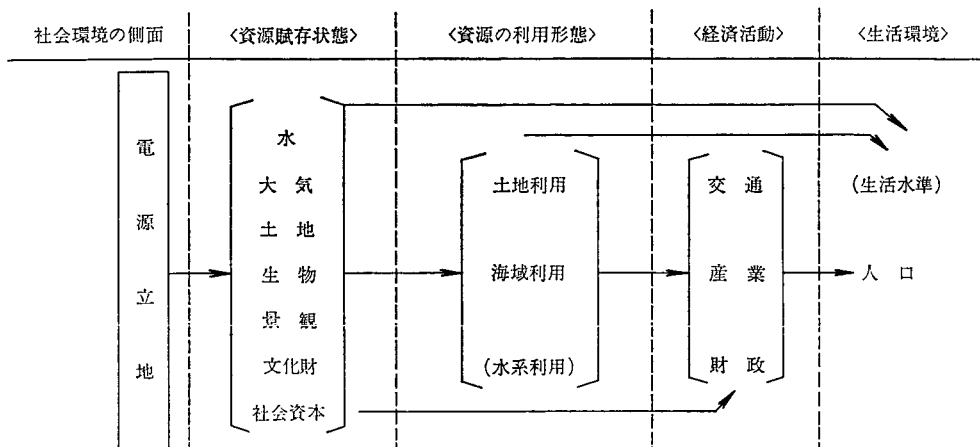 社会環境の側面 〈資源賦存状態〉 〈資源の利用形態〉 〈経済活動〉 〈生活環境〉
電源立地
水
大気
土地
生物
景観
文化財
社会資本
土地利用
海域利用
(水系利用)
交通
産業
財政
(生活水準)
人口